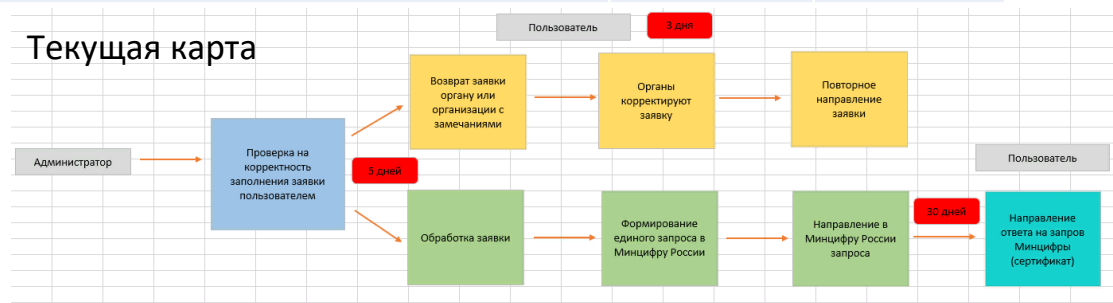 Текущая карта
Пользователь
3 дня
Возврат заявки
органу или
организации с
замечаниями
Органы
корректируют
заявку
Повторное
направление
заявки
Администратор
Проверка на
корректность
заполнения заявки
пользователем
5 дней
Обработка заявки
Формирование
единого запроса в
Минцифру России
Направление в
Минцифру России
запроса
30 дней
Пользователь
Направление
ответа на запров
Минцифры
(сертификат)